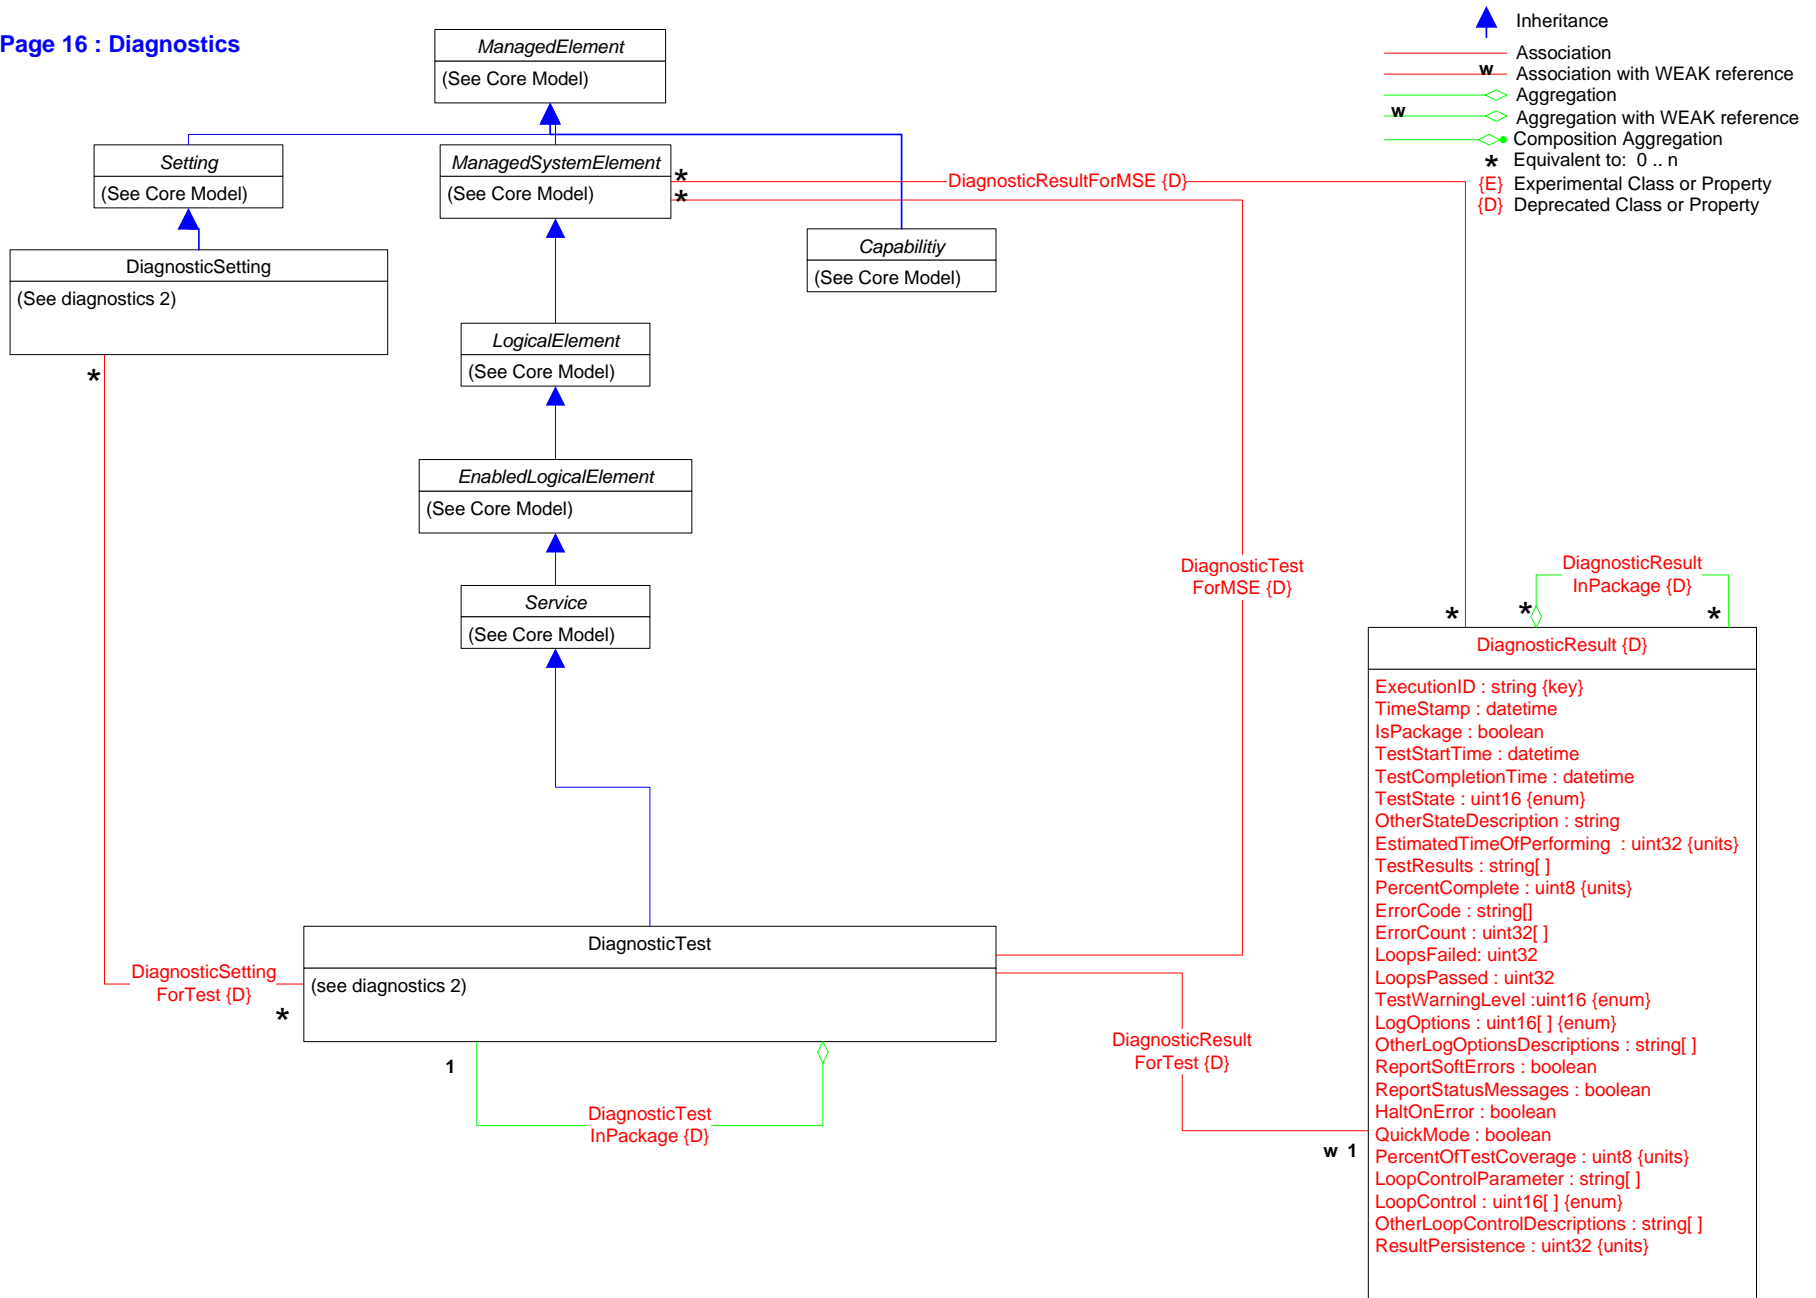 Page 16 : Diagnostics
Inheritance
Association
w
Association with WEAK reference
Aggregation
w
Aggregation with WEAK reference
Composition Aggregation
* Equivalent to: 0 .. n
{E} Experimental Class or Property
{D} Deprecated Class or Property
ManagedElement
(See Core Model)
Setting
(See Core Model)
ManagedSystemElement
(See Core Model)
*
*
DiagnosticResultForMSE {D}
Capabilitiy
(See Core Model)
DiagnosticSetting
(See diagnostics 2)
*
LogicalElement
(See Core Model)
EnabledLogicalElement
(See Core Model)
Service
(See Core Model)
DiagnosticTest
ForMSE {D}
DiagnosticResult
InPackage {D}
*
*
*
DiagnosticResult {D}
ExecutionID : string {key}
TimeStamp : datetime
IsPackage : boolean
TestStartTime : datetime
TestCompletionTime : datetime
TestState : uint16 {enum}
OtherStateDescription : string
EstimatedTimeOfPerforming : uint32 {units}
TestResults : string[ ]
PercentComplete : uint8 {units}
ErrorCode : string[]
ErrorCount : uint32[ ]
LoopsFailed: uint32
LoopsPassed : uint32
TestWarningLevel :uint16 {enum}
LogOptions : uint16[ ] {enum}
OtherLogOptionsDescriptions : string[ ]
ReportSoftErrors : boolean
ReportStatusMessages : boolean
HaltOnError : boolean
QuickMode : boolean
PercentOfTestCoverage : uint8 {units}
LoopControlParameter : string[ ]
LoopControl : uint16[ ] {enum}
OtherLoopControlDescriptions : string[ ]
ResultPersistence : uint32 {units}
DiagnosticTest
(see diagnostics 2)
DiagnosticSetting
ForTest {D}
*
1
DiagnosticTest
InPackage {D}
DiagnosticResult
ForTest {D}
w 1